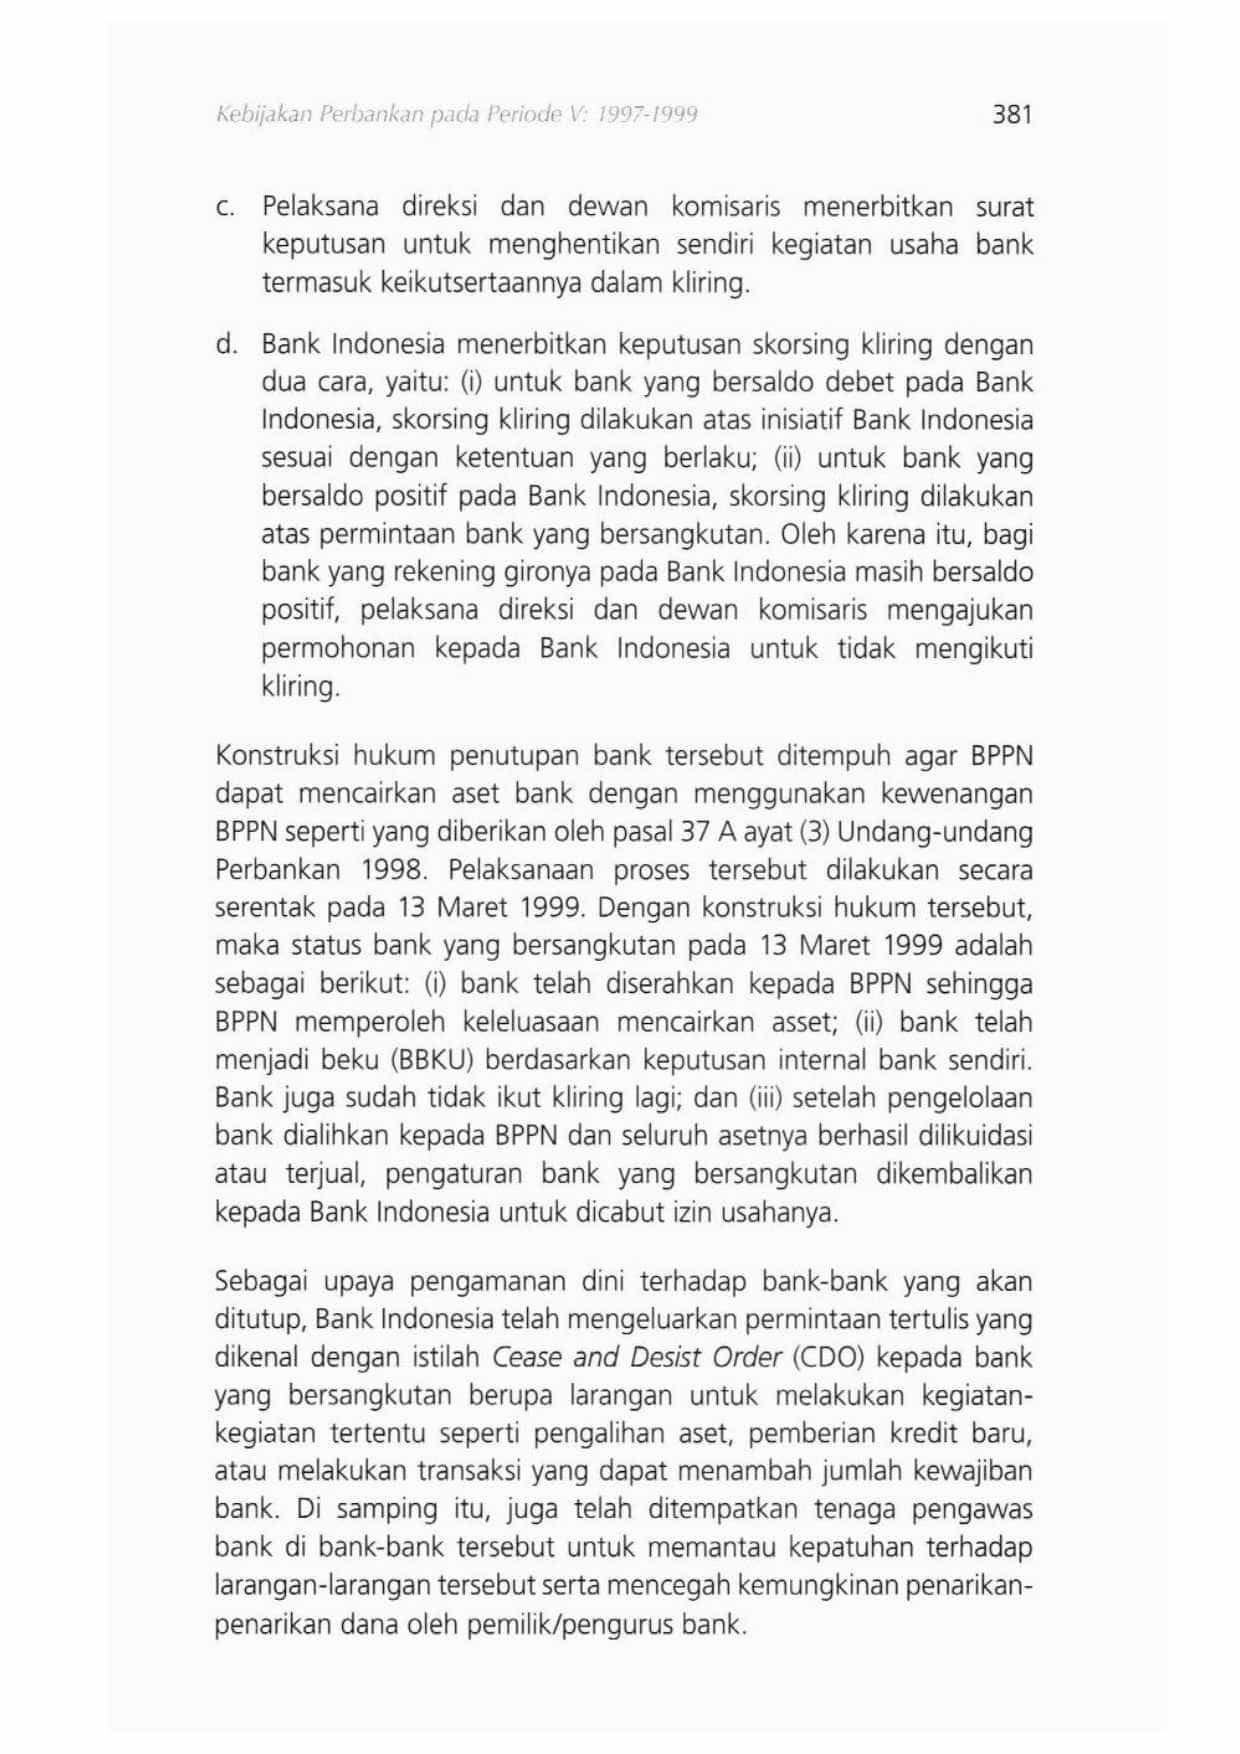 Kebijakan Perbankan pada Periode V: 1997-1999 381
c. Pelaksana direksi dan dewan komisaris menerbitkan surat
keputusan untuk menghentikan sendiri kegiatan usaha bank
termasuk keikutsertaannya dalam kliring.
d. Bank Indonesia menerbitkan keputusan skorsing kliring dengan
dua cara, yaitu: (i) untuk bank yang bersaldo debet pada Bank
Indonesia, skorsing kliring dilakukan atas inisiatif Bank Indonesia
sesuai dengan ketentuan yang berlaku; (ii) untuk bank yang
bersaldo positif pada Bank Indonesia, skorsing kliring dilakukan
atas permintaan bank yang bersangkutan. Oleh karena itu, bagi
bank yang rekening gironya pada Bank Indonesia masih bersaldo
positif, pelaksana direksi dan dewan komisaris mengajukan
permohonan kepada Bank Indonesia untuk tidak mengikuti
kliring.
Konstruksi hukum penutupan bank tersebut ditempuh agar BPPN
dapat mencairkan aset bank dengan menggunakan kewenangan
BPPN seperti yang diberikan oleh pasal 37 A ayat (3) Undang-undang
Perbankan 1998. Pelaksanaan proses tersebut dilakukan secara
serentak pada 13 Maret 1999. Dengan konstruksi hukum tersebut,
maka status bank yang bersangkutan pada 13 Maret 1999 adalah
sebagai berikut: (i) bank telah diserahkan kepada BPPN sehingga
BPPN memperoleh keleluasaan mencairkan asset; (ii) bank telah
menjadi beku (BBKU) berdasarkan keputusan internal bank sendiri.
Bank juga sudah tidak ikut kliring lagi; dan (iii) setelah pengelolaan
bank dialihkan kepada BPPN dan seluruh asetnya berhasil dilikuidasi
atau terjual, pengaturan bank yang bersangkutan dikembalikan
kepada Bank Indonesia untuk dicabut izin usahanya.
Sebagai upaya pengamanan dini terhadap bank-bank yang akan
ditutup, Bank Indonesia telah mengeluarkan permintaan tertulis yang
dikenal dengan istilah Cease and Desist Order (CDO) kepada bank
yang bersangkutan berupa larangan untuk melakukan kegiatan-
kegiatan tertentu seperti pengalihan aset, pemberian kredit baru,
atau melakukan transaksi yang dapat menambah jumlah kewajiban
bank. Di samping itu, juga telah ditempatkan tenaga pengawas
bank di bank-bank tersebut untuk memantau kepatuhan terhadap
larangan-larangan tersebut serta mencegah kemungkinan penarikan-
penarikan dana oleh pemilik/pengurus bank.